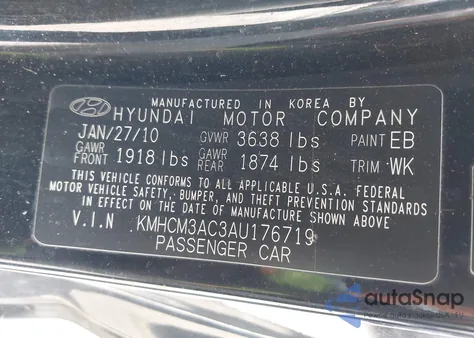 MANUFACTURED IN KOREA BY
HYUNDAI MOTOR COMPANY
JAN/27/10 GVWR 3638 lbs PAINT EB
GAWR FRONT 1918 lbs GAWR REAR 1874 lbs TRIM WK
THIS VEHICLE CONFORMS TO ALL APPLICABLE U.S.A. FEDERAL
MOTOR VEHICLE SAFETY, BUMPER, AND THEFT PREVENTION STANDARDS
IN EFFECT ON THE DATE OF MANUFACTURE SHOWN ABOVE.
V.I.N KMHCM3AC3AU176719
PASSENGER CAR
autoSnap